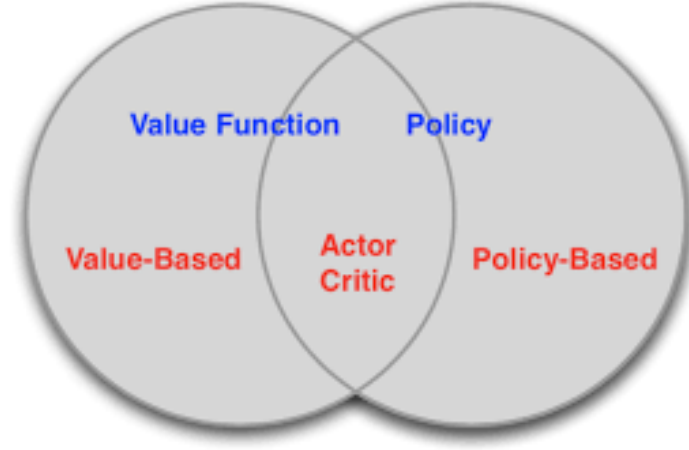 Value Function
Policy
Value-Based
Actor
Critic
Policy-Based